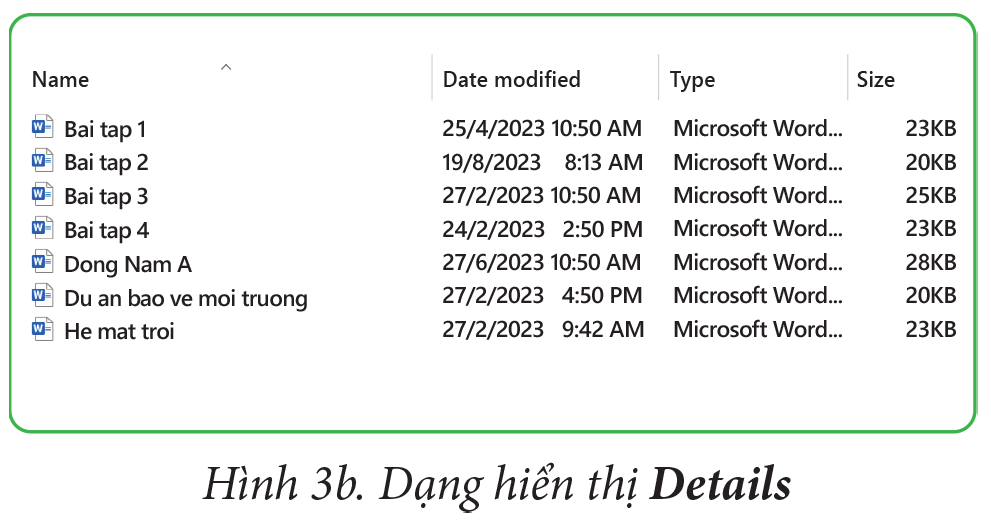 Name Date modified Type Size
Bai tap 1 25/4/2023 10:50 AM Microsoft Word... 23KB
Bai tap 2 19/8/2023 8:13 AM Microsoft Word... 20KB
Bai tap 3 27/2/2023 10:50 AM Microsoft Word... 25KB
Bai tap 4 24/2/2023 2:50 PM Microsoft Word... 23KB
Dong Nam A 27/6/2023 10:50 AM Microsoft Word... 28KB
Du an bao ve moi truong 27/2/2023 4:50 PM Microsoft Word... 20KB
He mat troi 27/2/2023 9:42 AM Microsoft Word... 23KB
Hình 3b. Dạng hiển thị Details